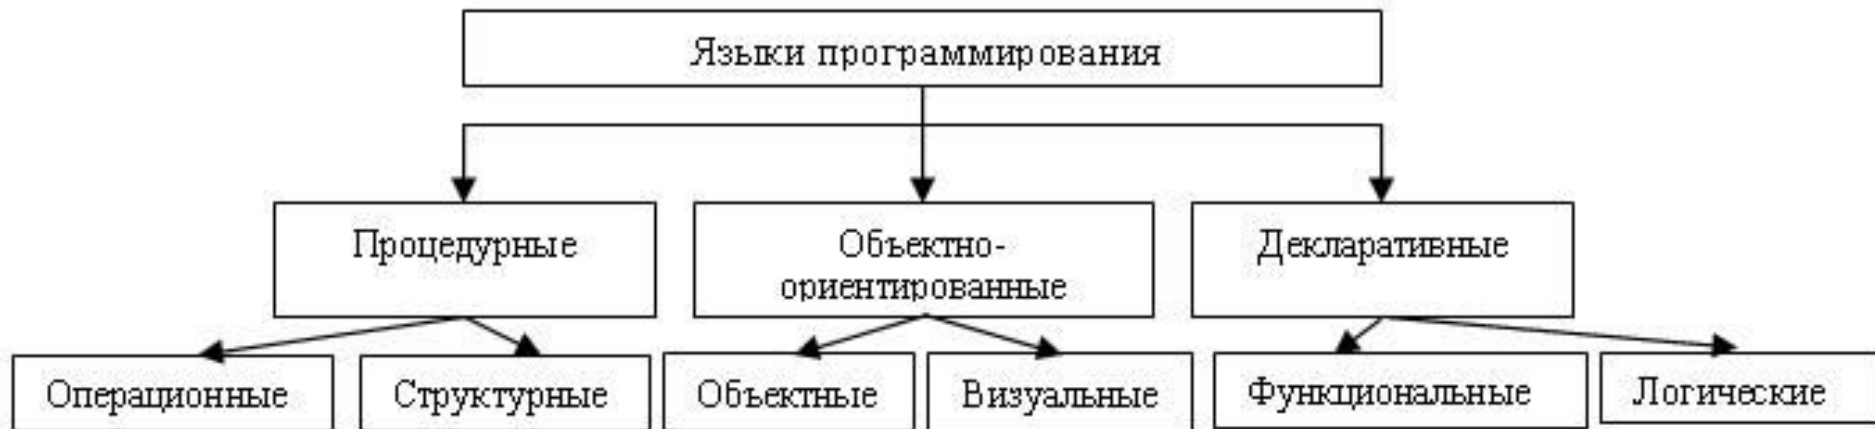 Языки программирования
Процедурные
Объектно-
ориентированные
Декларативные
Операционные
Структурные
Объектные
Визуальные
Функциональные
Логические